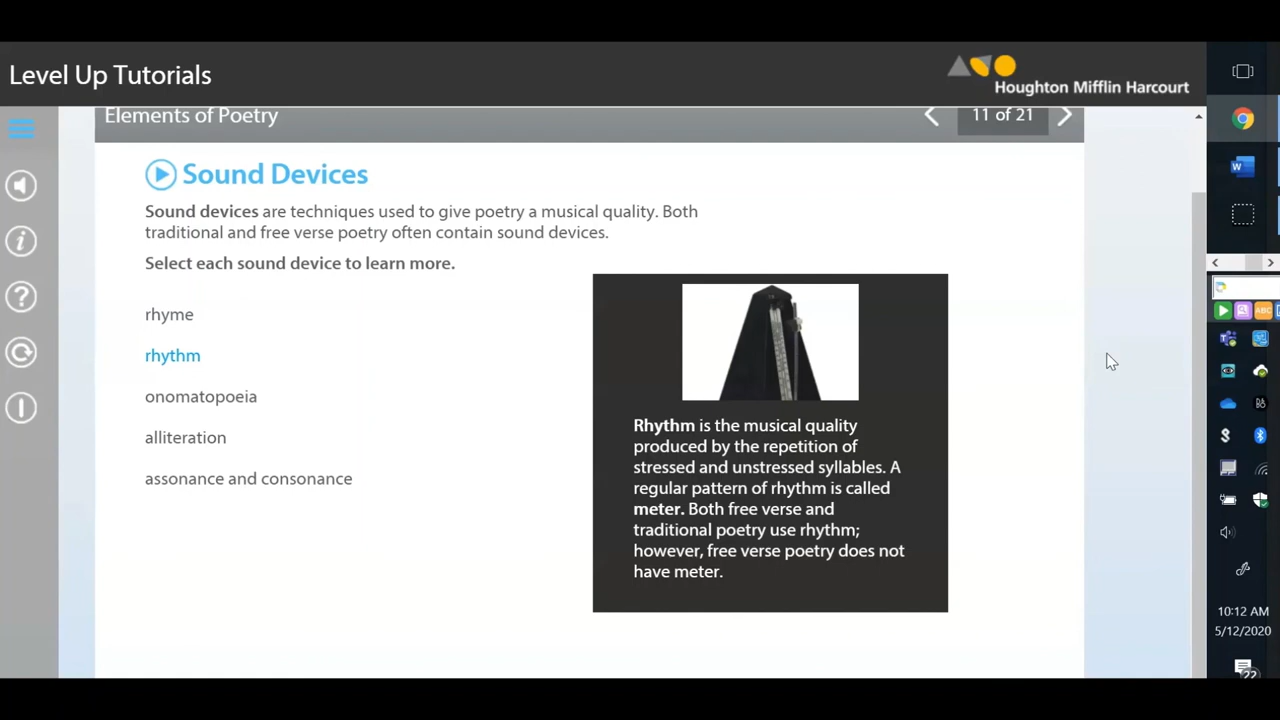 Level Up Tutorials
Houghton Mifflin Harcourt
Elements of Poetry
11 of 21
Sound Devices
Sound devices are techniques used to give poetry a musical quality. Both
traditional and free verse poetry often contain sound devices.
Select each sound device to learn more.
rhyme
rhythm
onomatopoeia
alliteration
assonance and consonance
Rhythm is the musical quality
produced by the repetition of
stressed and unstressed syllables. A
regular pattern of rhythm is called
meter. Both free verse and
traditional poetry use rhythm;
however, free verse poetry does not
have meter.
ABC
10:12 AM
5/12/2020
22